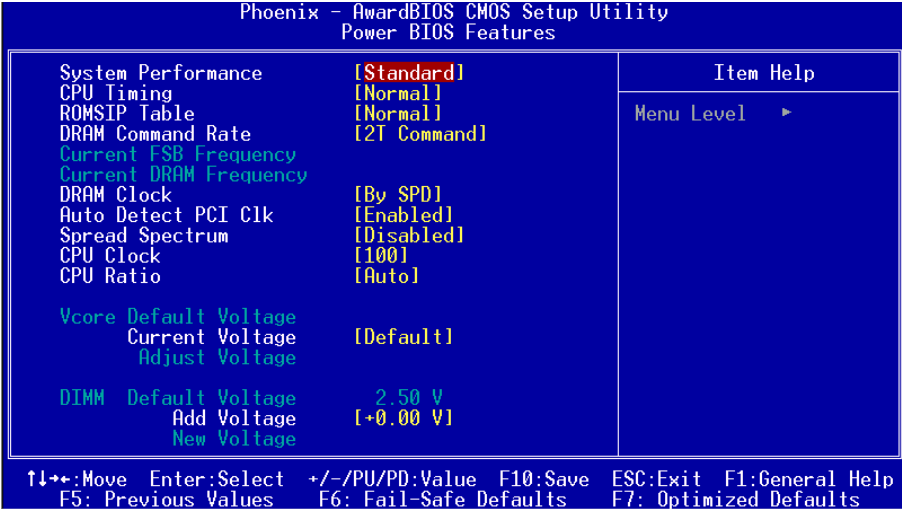 Phoenix - AwardBIOS CMOS Setup Utility
Power BIOS Features
System Performance [Standard]
CPU Timing [Normal]
ROMSIP Table [Normal]
DRAM Command Rate [2T Command]
Current FSB Frequency
Current DRAM Frequency
DRAM Clock [By SPD]
Auto Detect PCI Clk [Enabled]
Spread Spectrum [Disabled]
CPU Clock [100]
CPU Ratio [Auto]
Vcore Default Voltage
Current Voltage [Default]
Adjust Voltage
DIMM Default Voltage 2.50 V
Add Voltage [+0.00 V]
New Voltage
Item Help
Menu Level ►
↑↓→←:Move Enter:Select +/-/PU/PD:Value F10:Save ESC:Exit F1:General Help
F5: Previous Values F6: Fail-Safe Defaults F7: Optimized Defaults